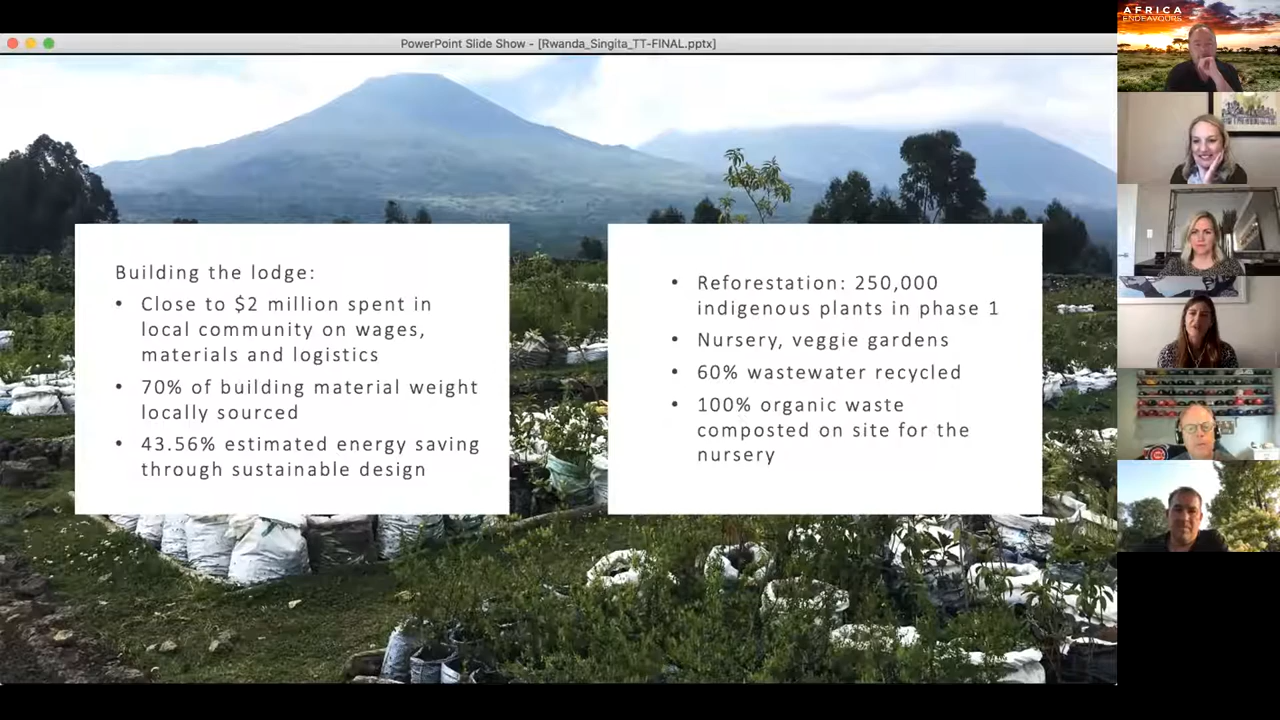 PowerPoint Slide Show - [Rwanda_Singita_TT-FINAL.pptx]
AFRICA
ENDEAVOURS
Building the lodge:
• Close to $2 million spent in
local community on wages,
materials and logistics
• 70% of building material weight
locally sourced
• 43.56% estimated energy saving
through sustainable design
• Reforestation: 250,000
indigenous plants in phase 1
• Nursery, veggie gardens
• 60% wastewater recycled
• 100% organic waste
composted on site for the
nursery